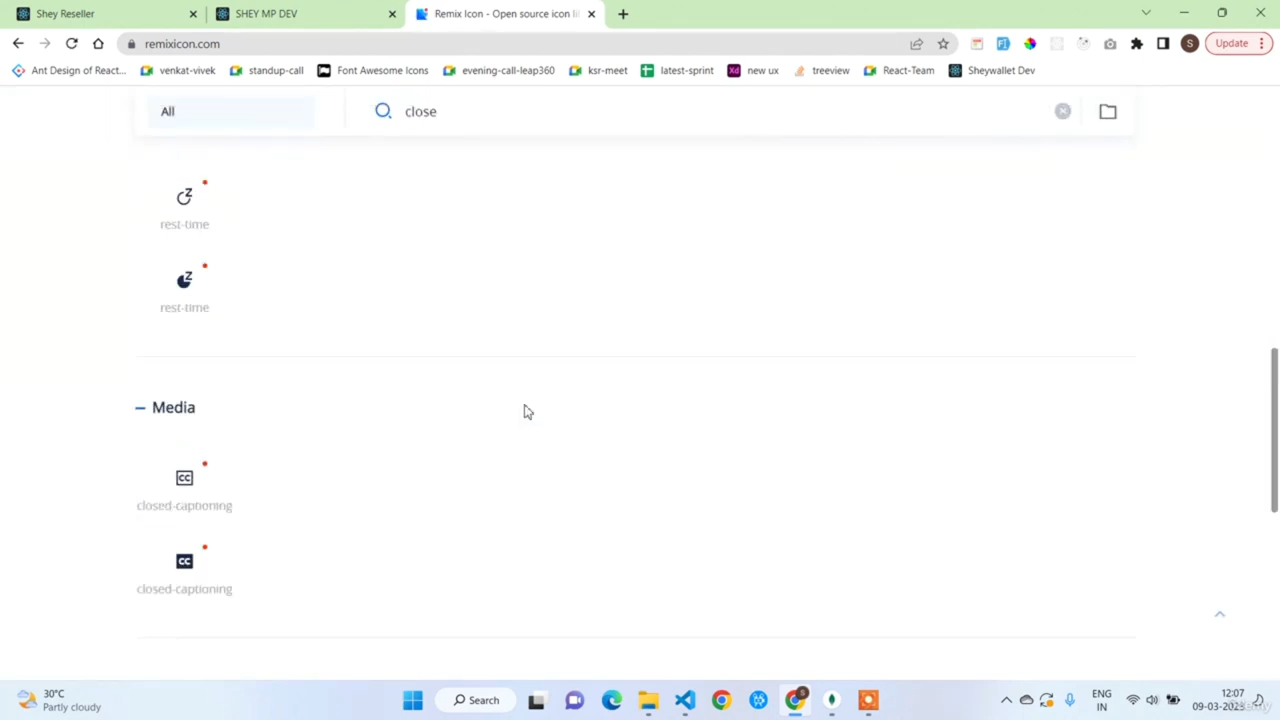 Shey Reseller
SHEY MP DEV
Remix Icon - Open source icon li
remixicon.com
Update
Ant Design of React...
venkat-vivek
standup-call
Font Awesome Icons
evening-call-leap360
ksr-meet
latest-sprint
new ux
treeview
React-Team
Sheywallet Dev
All
close
rest-time
rest-time
Media
CC
closed-captioning
CC
closed-captioning
30°C
Partly cloudy
Search
ENG
IN
12:07
09-03-2023